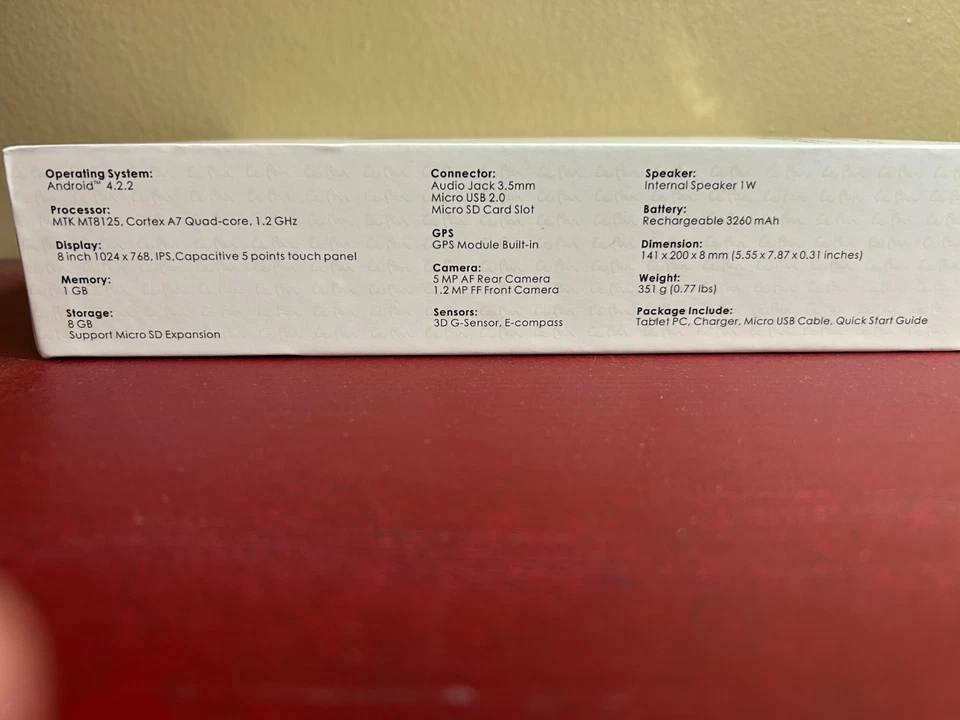 Operating System:
Android™ 4.2.2
Processor:
MTK MT8125, Cortex A7 Quad-core, 1.2 GHz
Display:
8 inch 1024 x 768, IPS,Capacitive 5 points touch panel
Memory:
1 GB
Storage:
8 GB
Support Micro SD Expansion
Connector:
Audio Jack 3.5mm
Micro USB 2.0
Micro SD Card Slot
GPS
GPS Module Built-in
Camera:
5 MP AF Rear Camera
1.2 MP FF Front Camera
Sensors:
3D G-Sensor, E-compass
Speaker:
Internal Speaker 1W
Battery:
Rechargeable 3260 mAh
Dimension:
141 x 200 x 8 mm (5.55 x 7.87 x 0.31 inches)
Weight:
351 g (0.77 lbs)
Package Include:
Tablet PC, Charger, Micro USB Cable, Quick Start Guide